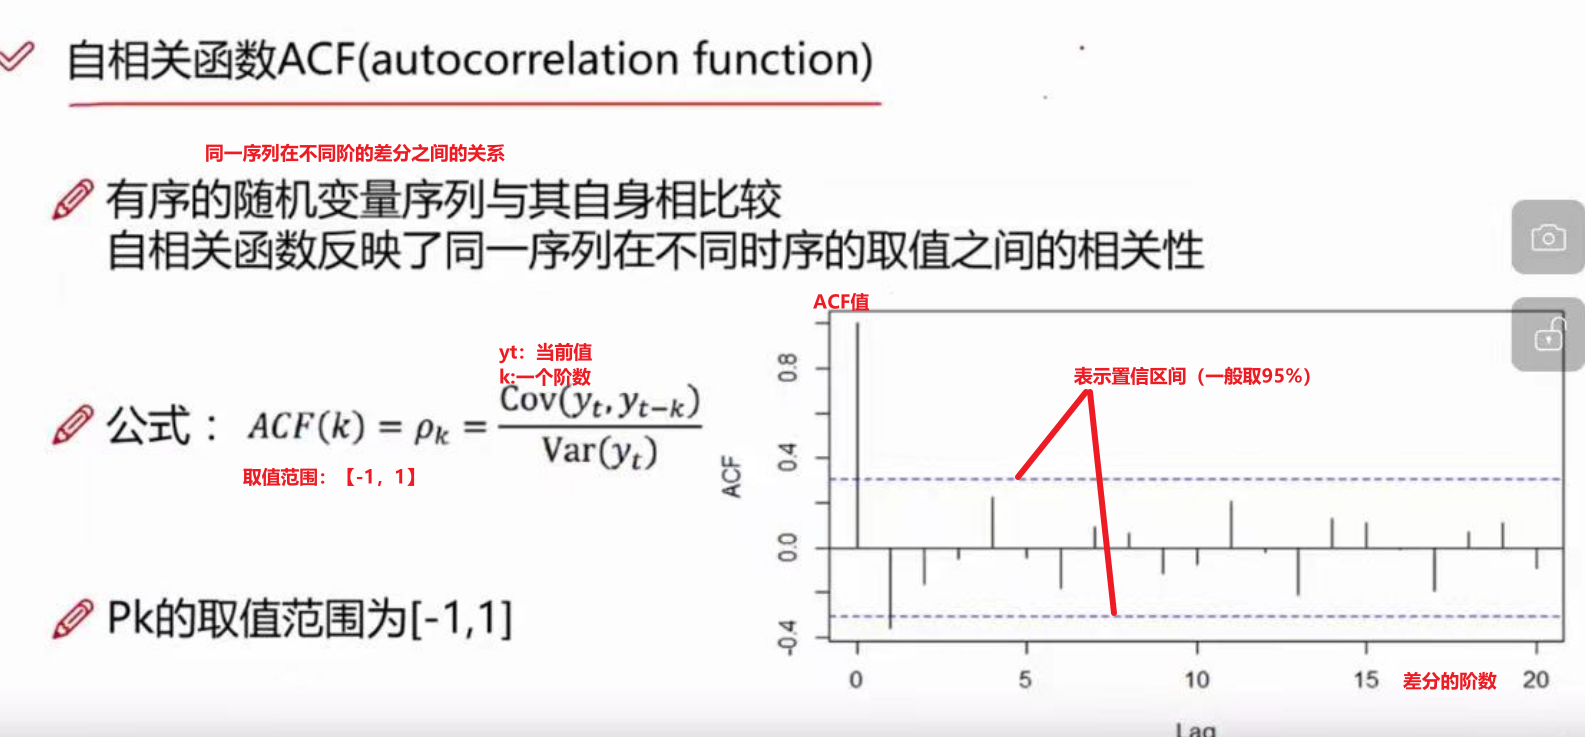 自相关函数ACF(autocorrelation function)
同一序列在不同阶的差分之间的关系
有序的随机变量序列与其自身相比较
自相关函数反映了同一序列在不同时序的取值之间的相关性
ACF值
yt：当前值
k:一个阶数
表示置信区间（一般取95%）
公式： ACF(k) = ρk = Cov(yt, yt−k) / Var(yt)
取值范围：【-1，1】
Pk的取值范围为[-1,1]
ACF
0.8
0.4
0.0
-0.4
0 5 10 15 差分的阶数 20
Lag